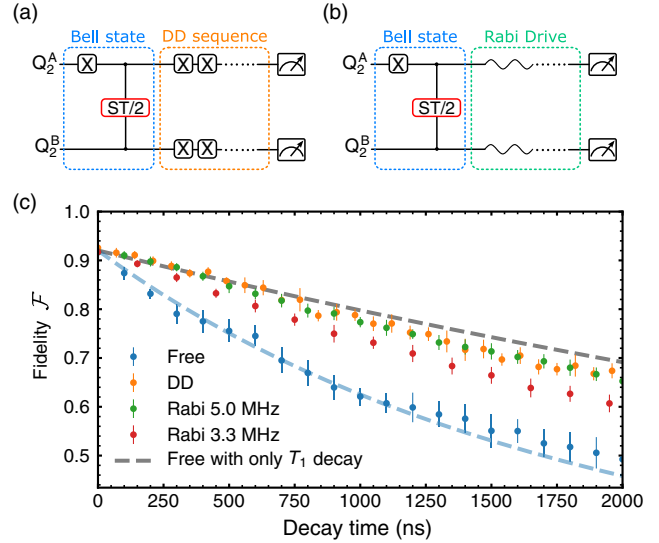 (a)
Bell state DD sequence
Q₂ᴬ X X X
ST/2
Q₂ᴮ X X
(b)
Bell state Rabi Drive
Q₂ᴬ X
ST/2
Q₂ᴮ
(c)
Fidelity ℱ
1.0
0.9
0.8
0.7
0.6
0.5
Free
DD
Rabi 5.0 MHz
Rabi 3.3 MHz
Free with only T₁ decay
0 250 500 750 1000 1250 1500 1750 2000
Decay time (ns)